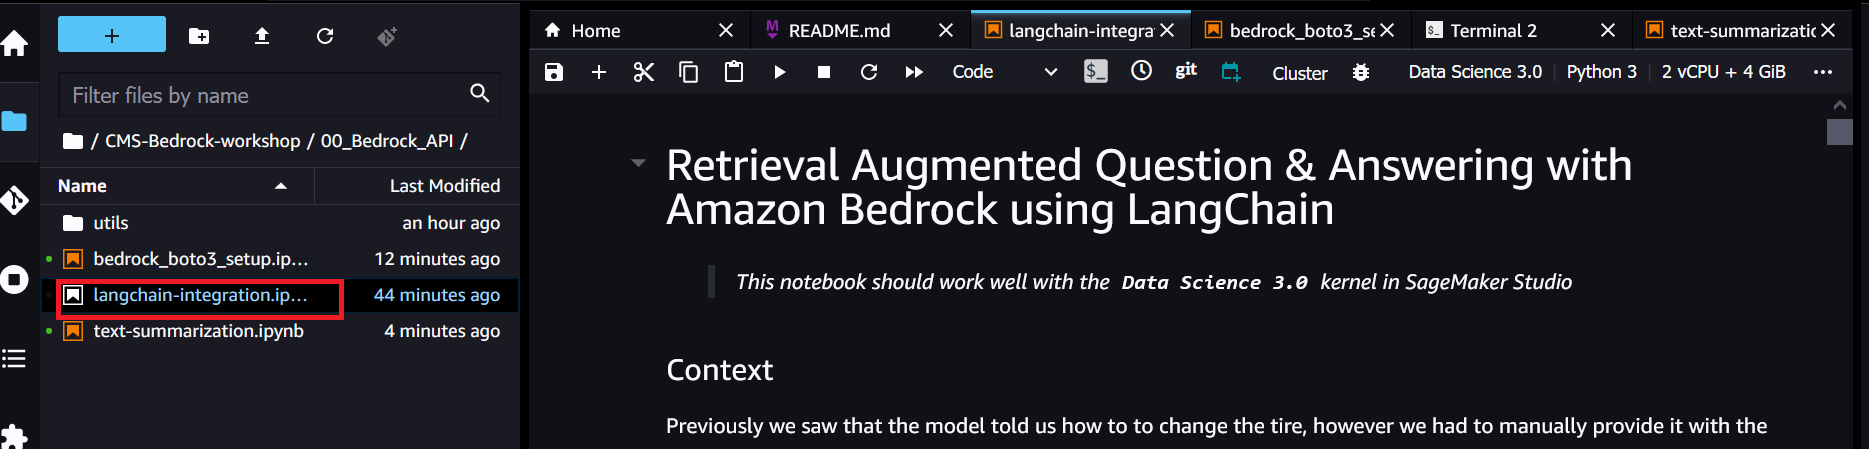 Home
README.md
langchain-integra
bedrock_boto3_se
Terminal 2
text-summarizatic
Code
git
Cluster
Data Science 3.0
Python 3
2 vCPU + 4 GiB
Filter files by name
/ CMS-Bedrock-workshop / 00_Bedrock_API /
Name Last Modified
utils an hour ago
bedrock_boto3_setup.ip… 12 minutes ago
langchain-integration.ip… 44 minutes ago
text-summarization.ipynb 4 minutes ago
Retrieval Augmented Question & Answering with
Amazon Bedrock using LangChain
This notebook should work well with the Data Science 3.0 kernel in SageMaker Studio
Context
Previously we saw that the model told us how to to change the tire, however we had to manually provide it with the